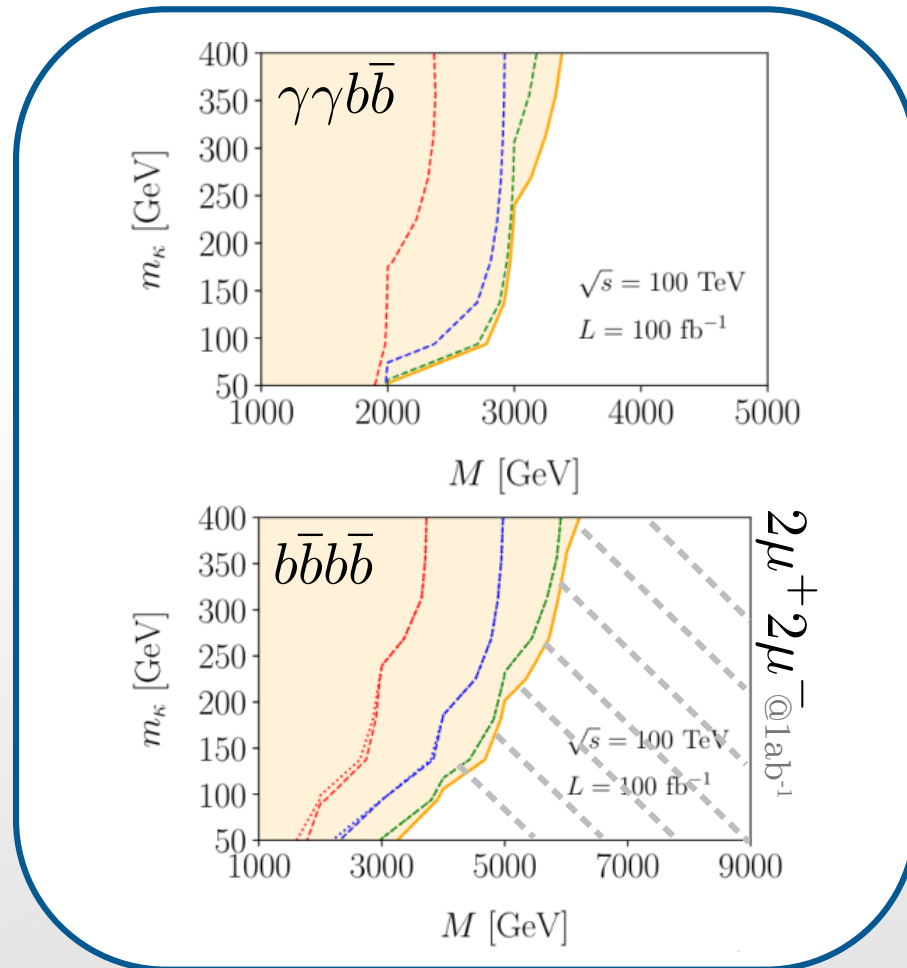 400
350
300
250
200
150
100
50
m_κ [GeV]
γγbb̄
√s = 100 TeV
L = 100 fb⁻¹
1000 2000 3000 4000 5000
M [GeV]
400
350
300
250
200
150
100
50
m_κ [GeV]
bb̄bb̄
√s = 100 TeV
L = 100 fb⁻¹
2μ⁺2μ⁻ @1ab⁻¹
1000 3000 5000 7000 9000
M [GeV]